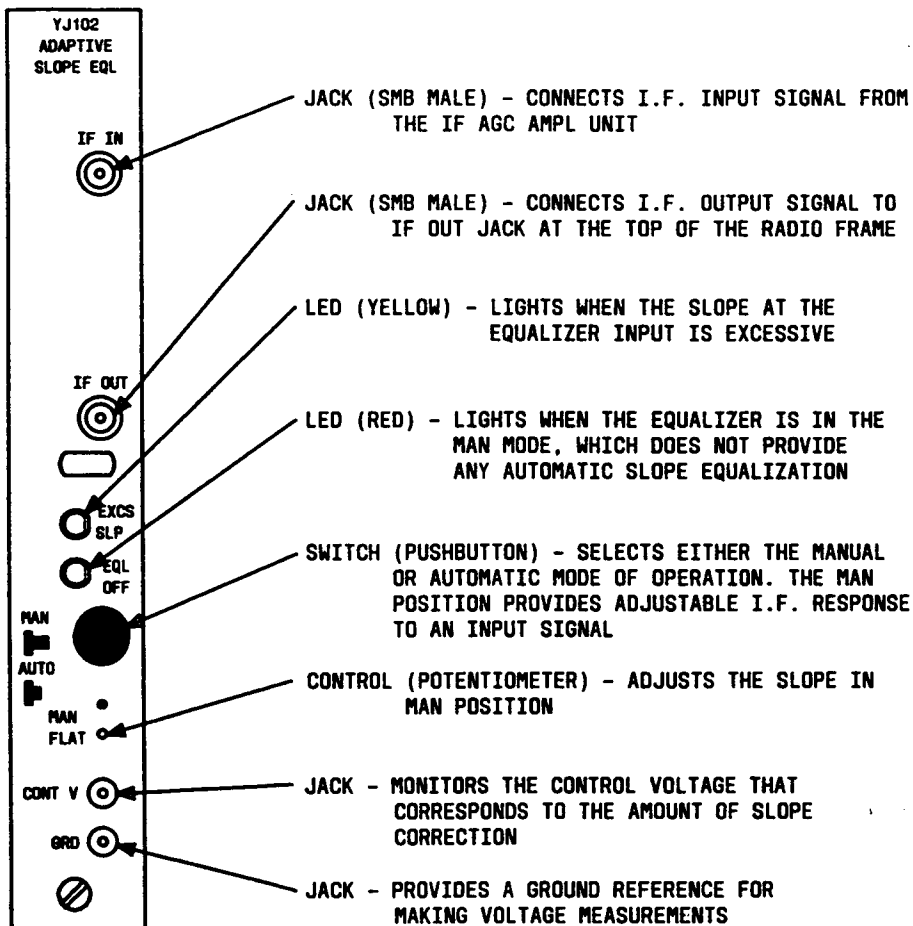 YJ102
ADAPTIVE
SLOPE EQL
IF IN
JACK (SMB MALE) - CONNECTS I.F. INPUT SIGNAL FROM
THE IF AGC AMPL UNIT
JACK (SMB MALE) - CONNECTS I.F. OUTPUT SIGNAL TO
IF OUT JACK AT THE TOP OF THE RADIO FRAME
LED (YELLOW) - LIGHTS WHEN THE SLOPE AT THE
EQUALIZER INPUT IS EXCESSIVE
IF OUT
LED (RED) - LIGHTS WHEN THE EQUALIZER IS IN THE
MAN MODE, WHICH DOES NOT PROVIDE
ANY AUTOMATIC SLOPE EQUALIZATION
EXCS
SLP
EQL
OFF
SWITCH (PUSHBUTTON) - SELECTS EITHER THE MANUAL
OR AUTOMATIC MODE OF OPERATION. THE MAN
POSITION PROVIDES ADJUSTABLE I.F. RESPONSE
TO AN INPUT SIGNAL
MAN
AUTO
CONTROL (POTENTIOMETER) - ADJUSTS THE SLOPE IN
MAN POSITION
MAN
FLAT
CONT V
JACK - MONITORS THE CONTROL VOLTAGE THAT
CORRESPONDS TO THE AMOUNT OF SLOPE
CORRECTION
GRD
JACK - PROVIDES A GROUND REFERENCE FOR
MAKING VOLTAGE MEASUREMENTS